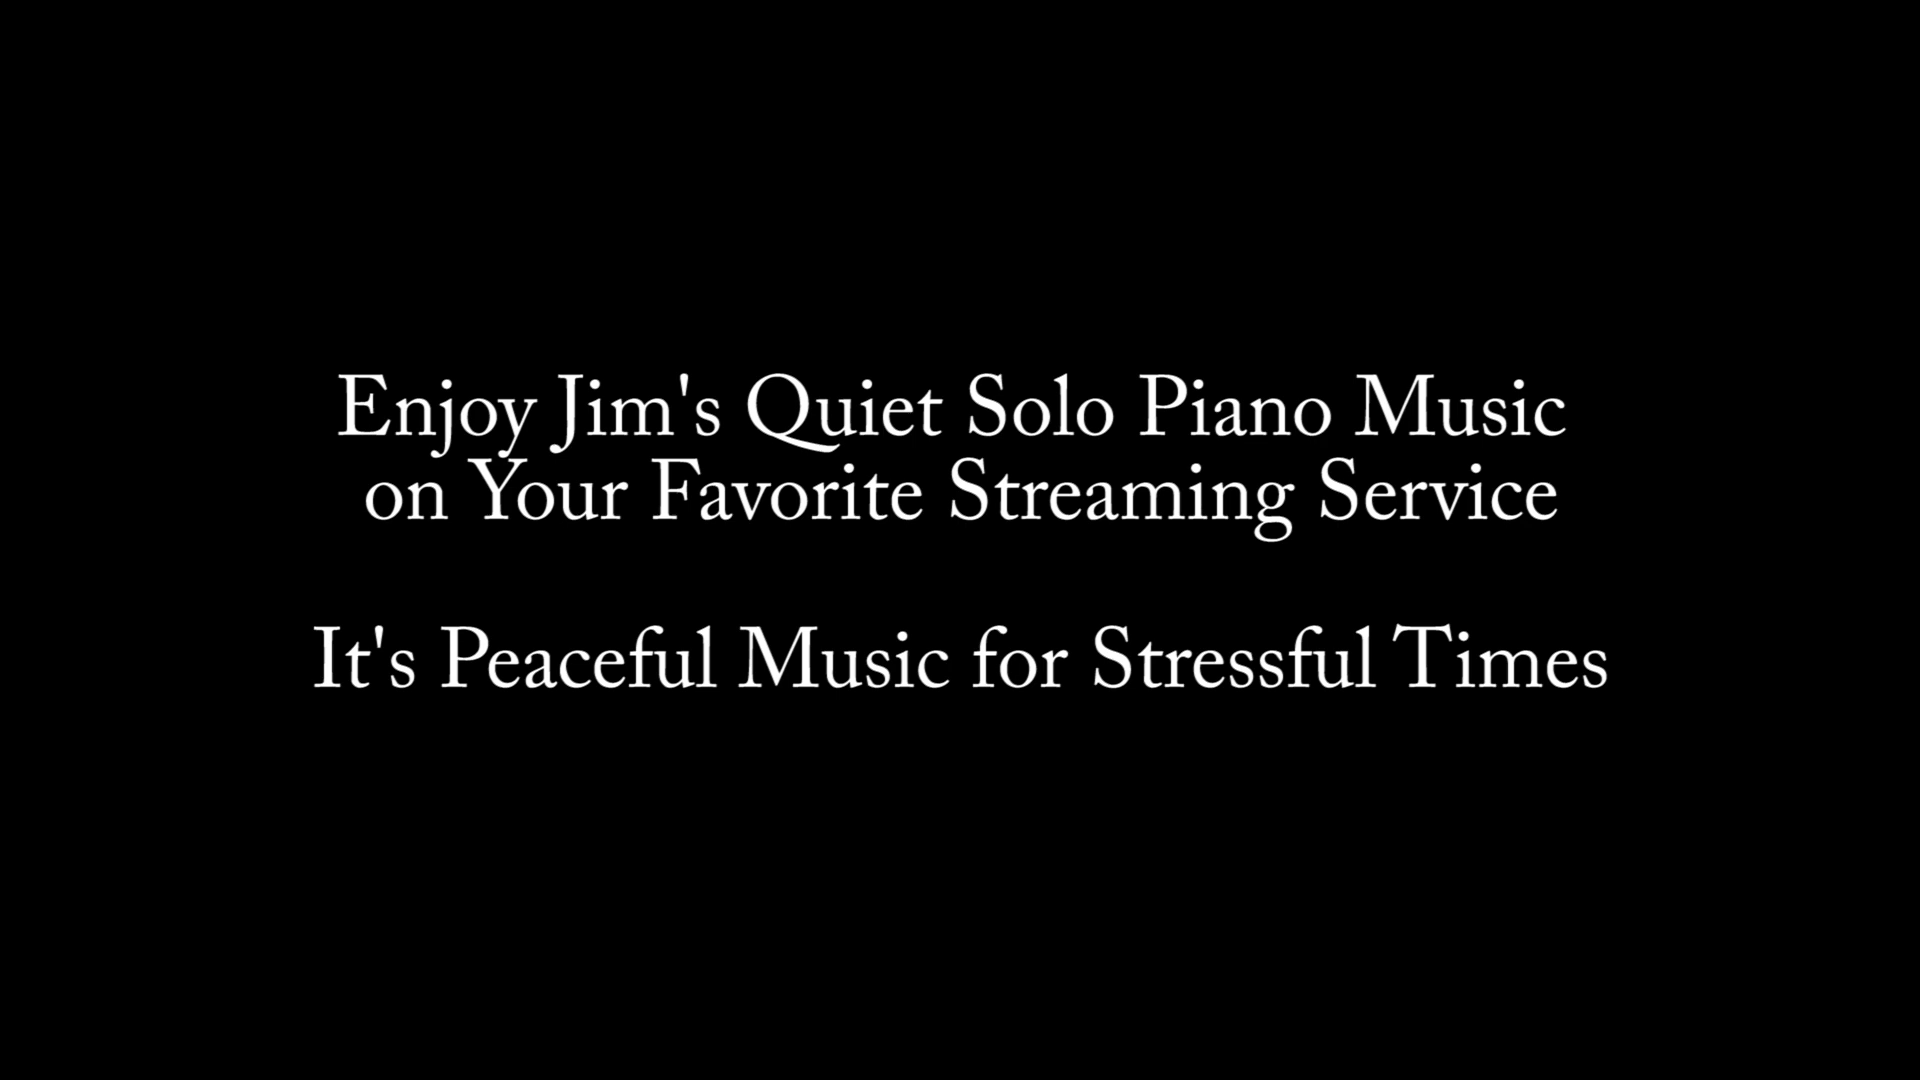 Enjoy Jim's Quiet Solo Piano Music
on Your Favorite Streaming Service
It's Peaceful Music for Stressful Times